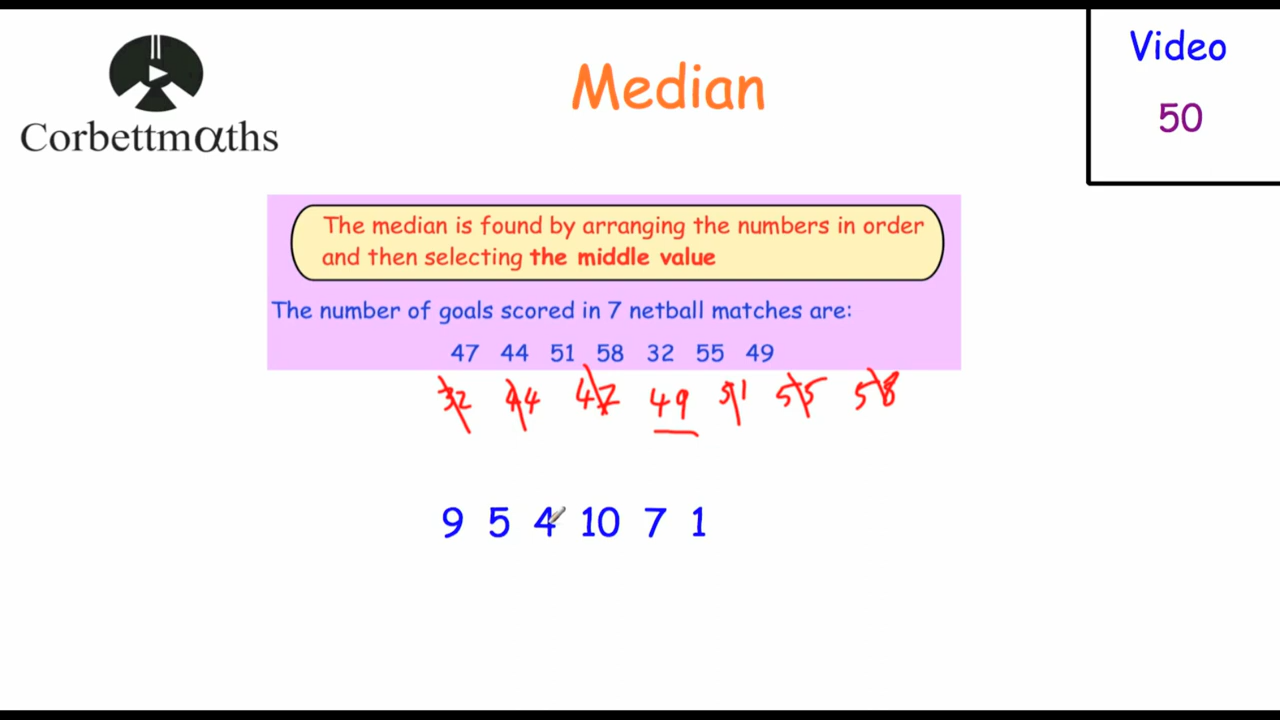 Video
50
Median
Corbettmαths
The median is found by arranging the numbers in order
and then selecting the middle value
The number of goals scored in 7 netball matches are:
47 44 51 58 32 55 49
32 44 47 49 51 55 58
9 5 4 10 7 1